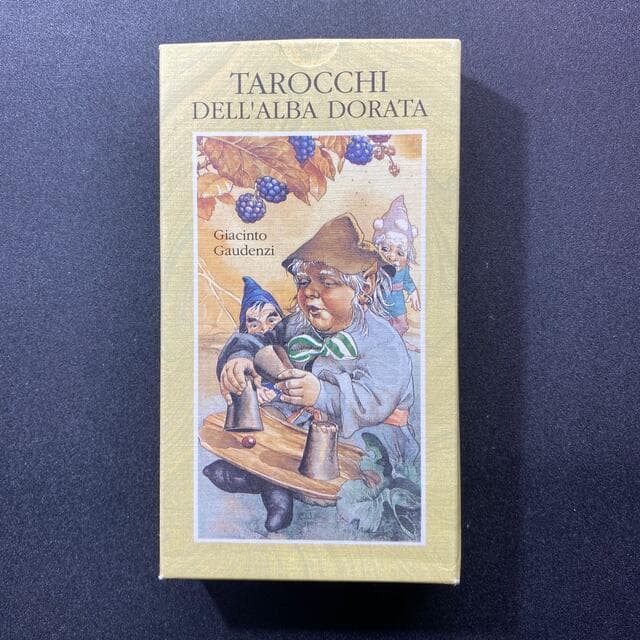 TAROCCHI
DELL'ALBA DORATA
Giacinto
Gaudenzi